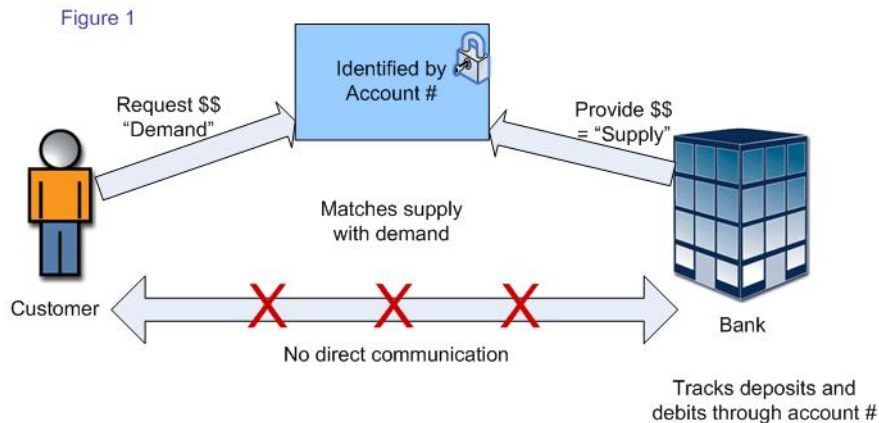 Figure 1
Identified by
Account #
Request $$
“Demand”
Provide $$
= “Supply”
Matches supply
with demand
Customer
X X X
No direct communication
Bank
Tracks deposits and
debits through account #